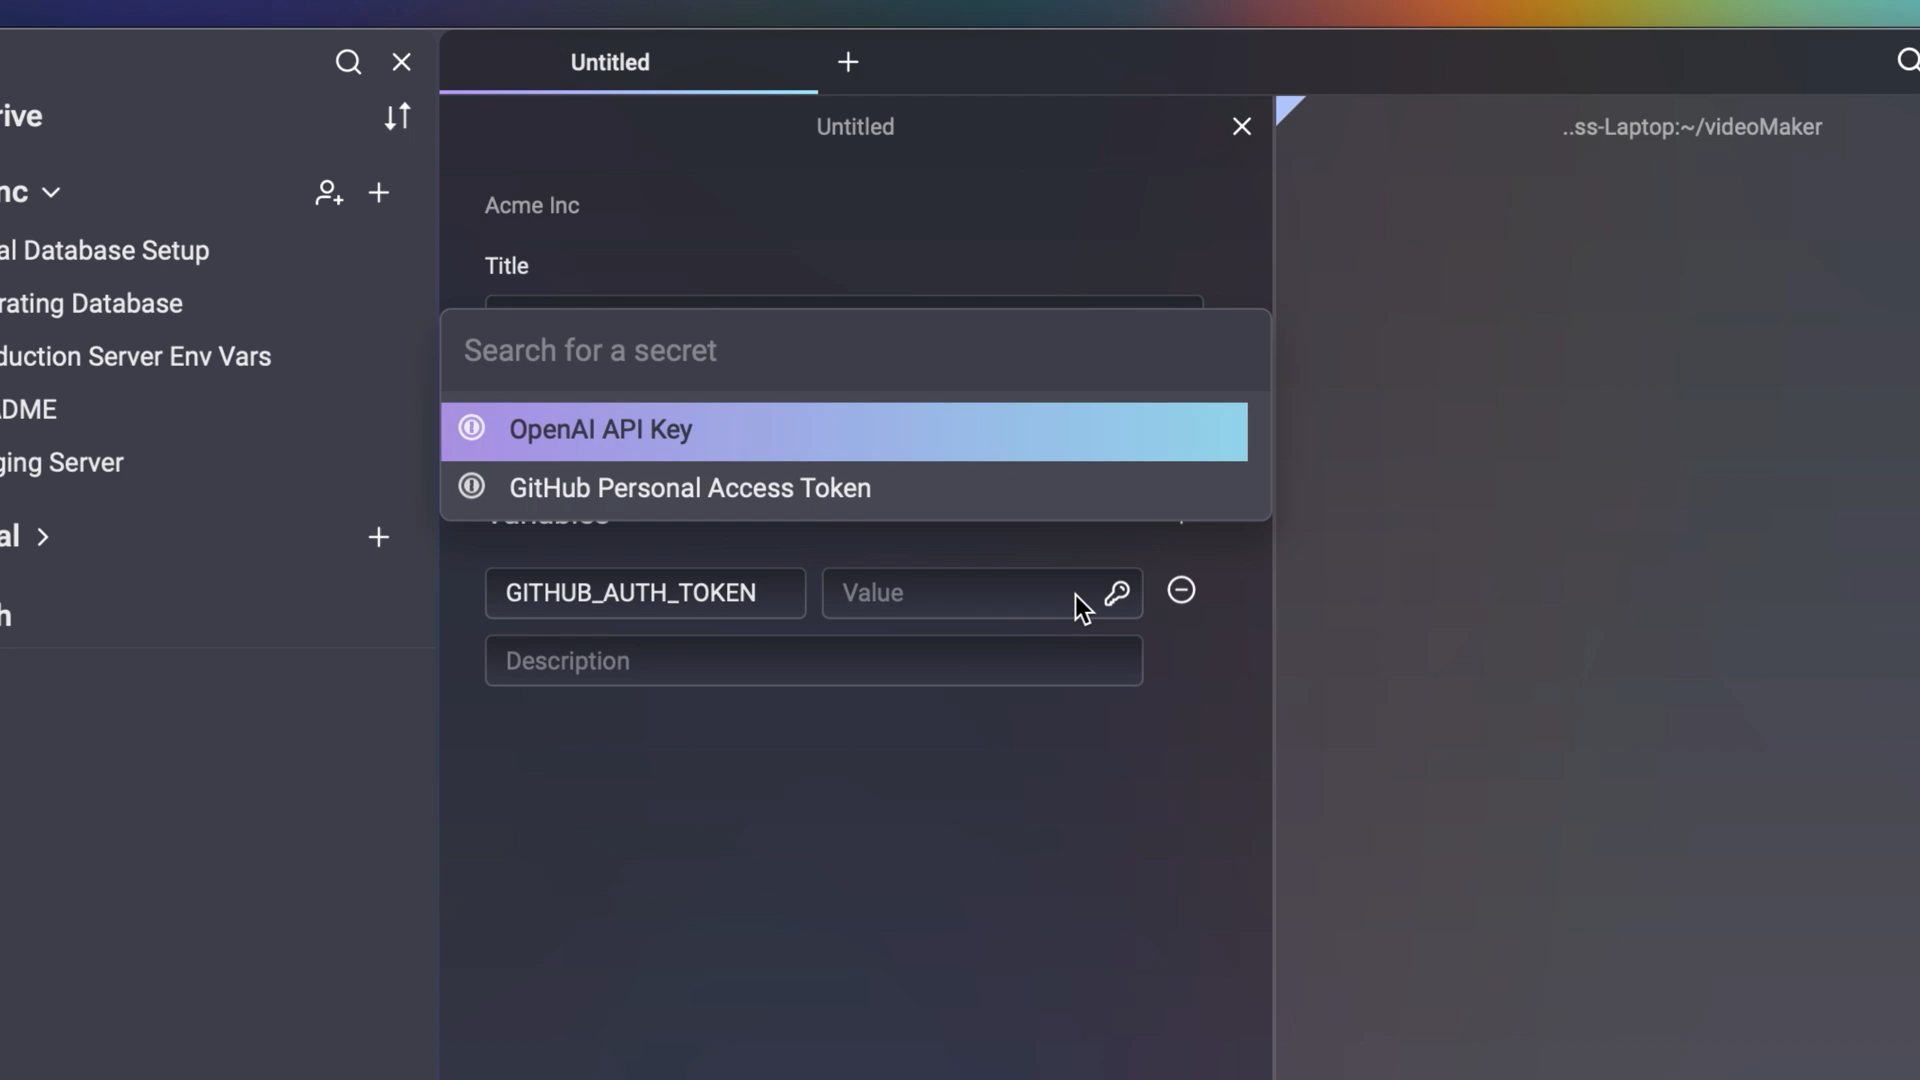 Untitled
rive
Untitled
..ss-Laptop:~/videoMaker
nc
Acme Inc
al Database Setup
Title
rating Database
Search for a secret
duction Server Env Vars
DME
OpenAI API Key
ging Server
GitHub Personal Access Token
al
GITHUB_AUTH_TOKEN
Value
h
Description